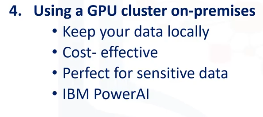 4. Using a GPU cluster on-premises
• Keep your data locally
• Cost- effective
• Perfect for sensitive data
• IBM PowerAI